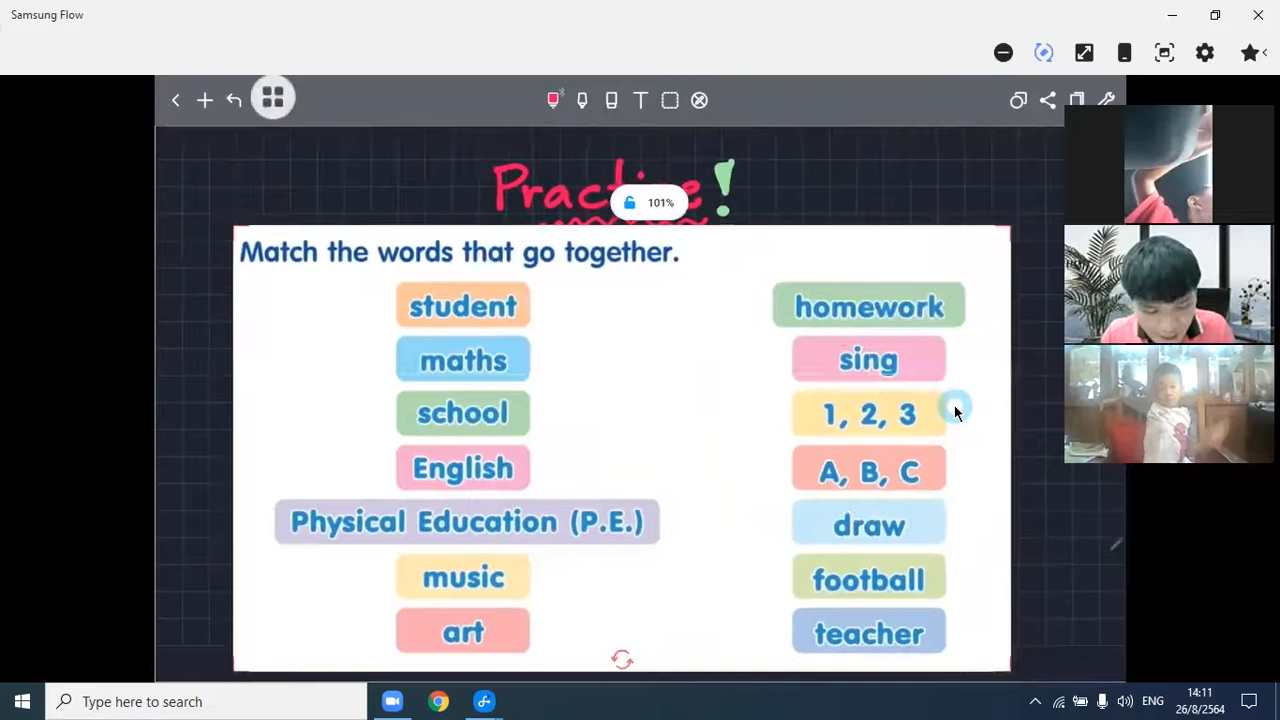 Samsung Flow
Practice!
101%
Match the words that go together.
student
homework
maths
sing
school
1, 2, 3
English
A, B, C
Physical Education (P.E.)
draw
music
football
art
teacher
Type here to search
ENG
14:11
26/8/2564